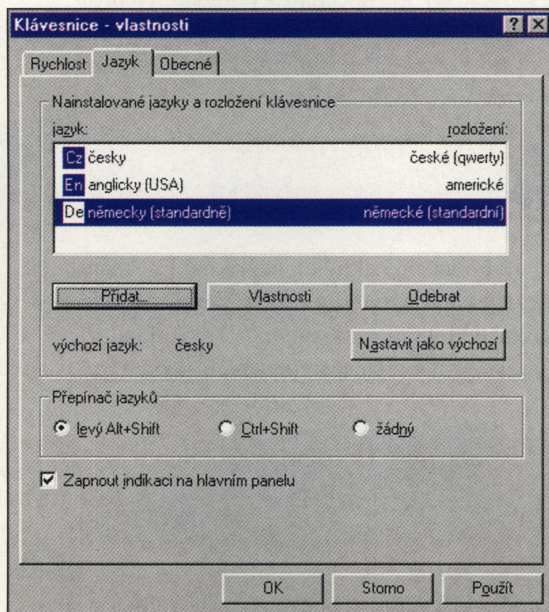 Klávesnice - vlastnosti
Rychlost Jazyk Obecné
Nainstalované jazyky a rozložení klávesnice
jazyk: rozložení:
Cz česky české (qwerty)
En anglicky (USA) americké
De německy (standardně) německé (standardní)
Přidat... Vlastnosti Odebrat
výchozí jazyk: česky Nastavit jako výchozí
Přepínač jazyků
levý Alt+Shift Ctrl+Shift žádný
Zapnout indikaci na hlavním panelu
OK Storno Použít